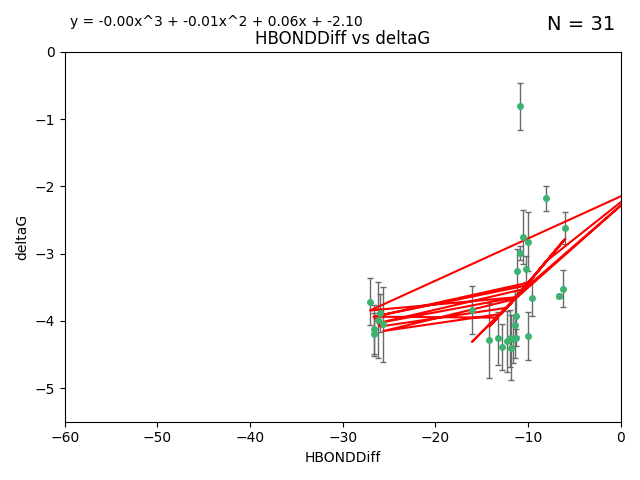 y = -0.00x^3 + -0.01x^2 + 0.06x + -2.10
N = 31
HBONDDiff vs deltaG
0
−1
−2
−3
−4
−5
deltaG
−60 −50 −40 −30 −20 −10 0
HBONDDiff